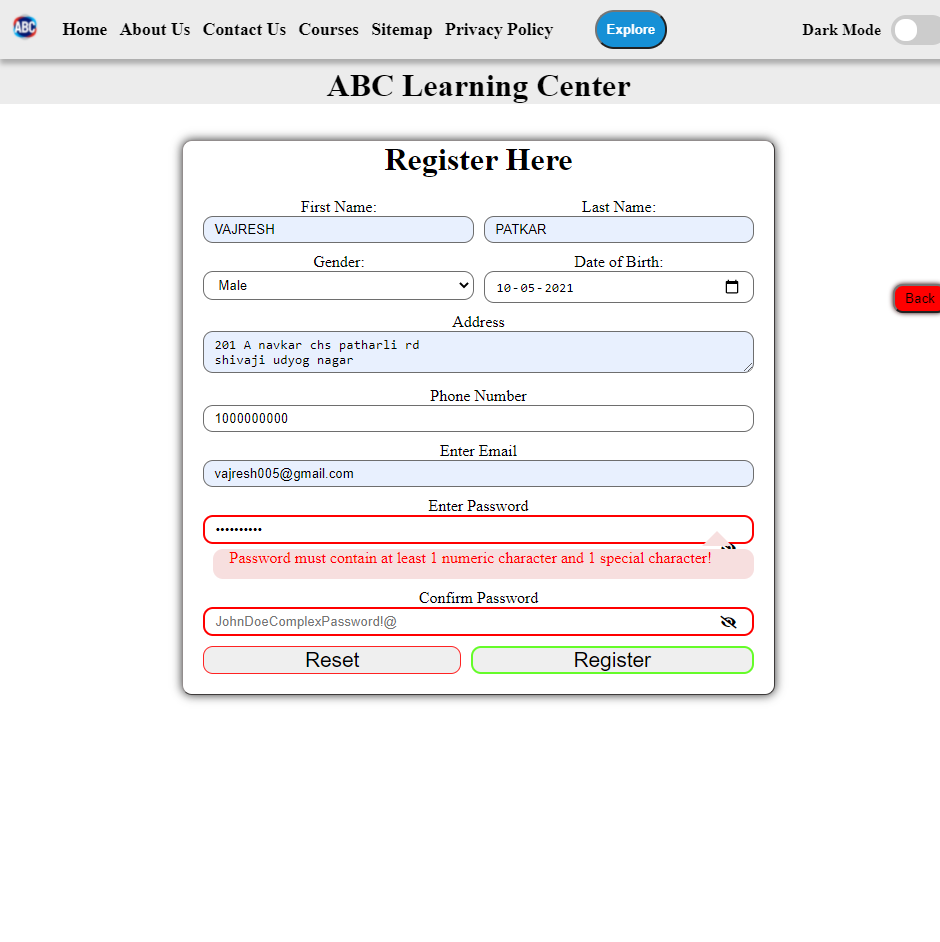 ABC Home About Us Contact Us Courses Sitemap Privacy Policy Explore Dark Mode
ABC Learning Center
Register Here
First Name: Last Name:
VAJRESH PATKAR
Gender: Date of Birth:
Male 10-05-2021
Back
Address
201 A navkar chs patharli rd
shivaji udyog nagar
Phone Number
1000000000
Enter Email
vajresh005@gmail.com
Enter Password
••••••••••
Password must contain at least 1 numeric character and 1 special character!
Confirm Password
JohnDoeComplexPassword!@
Reset Register